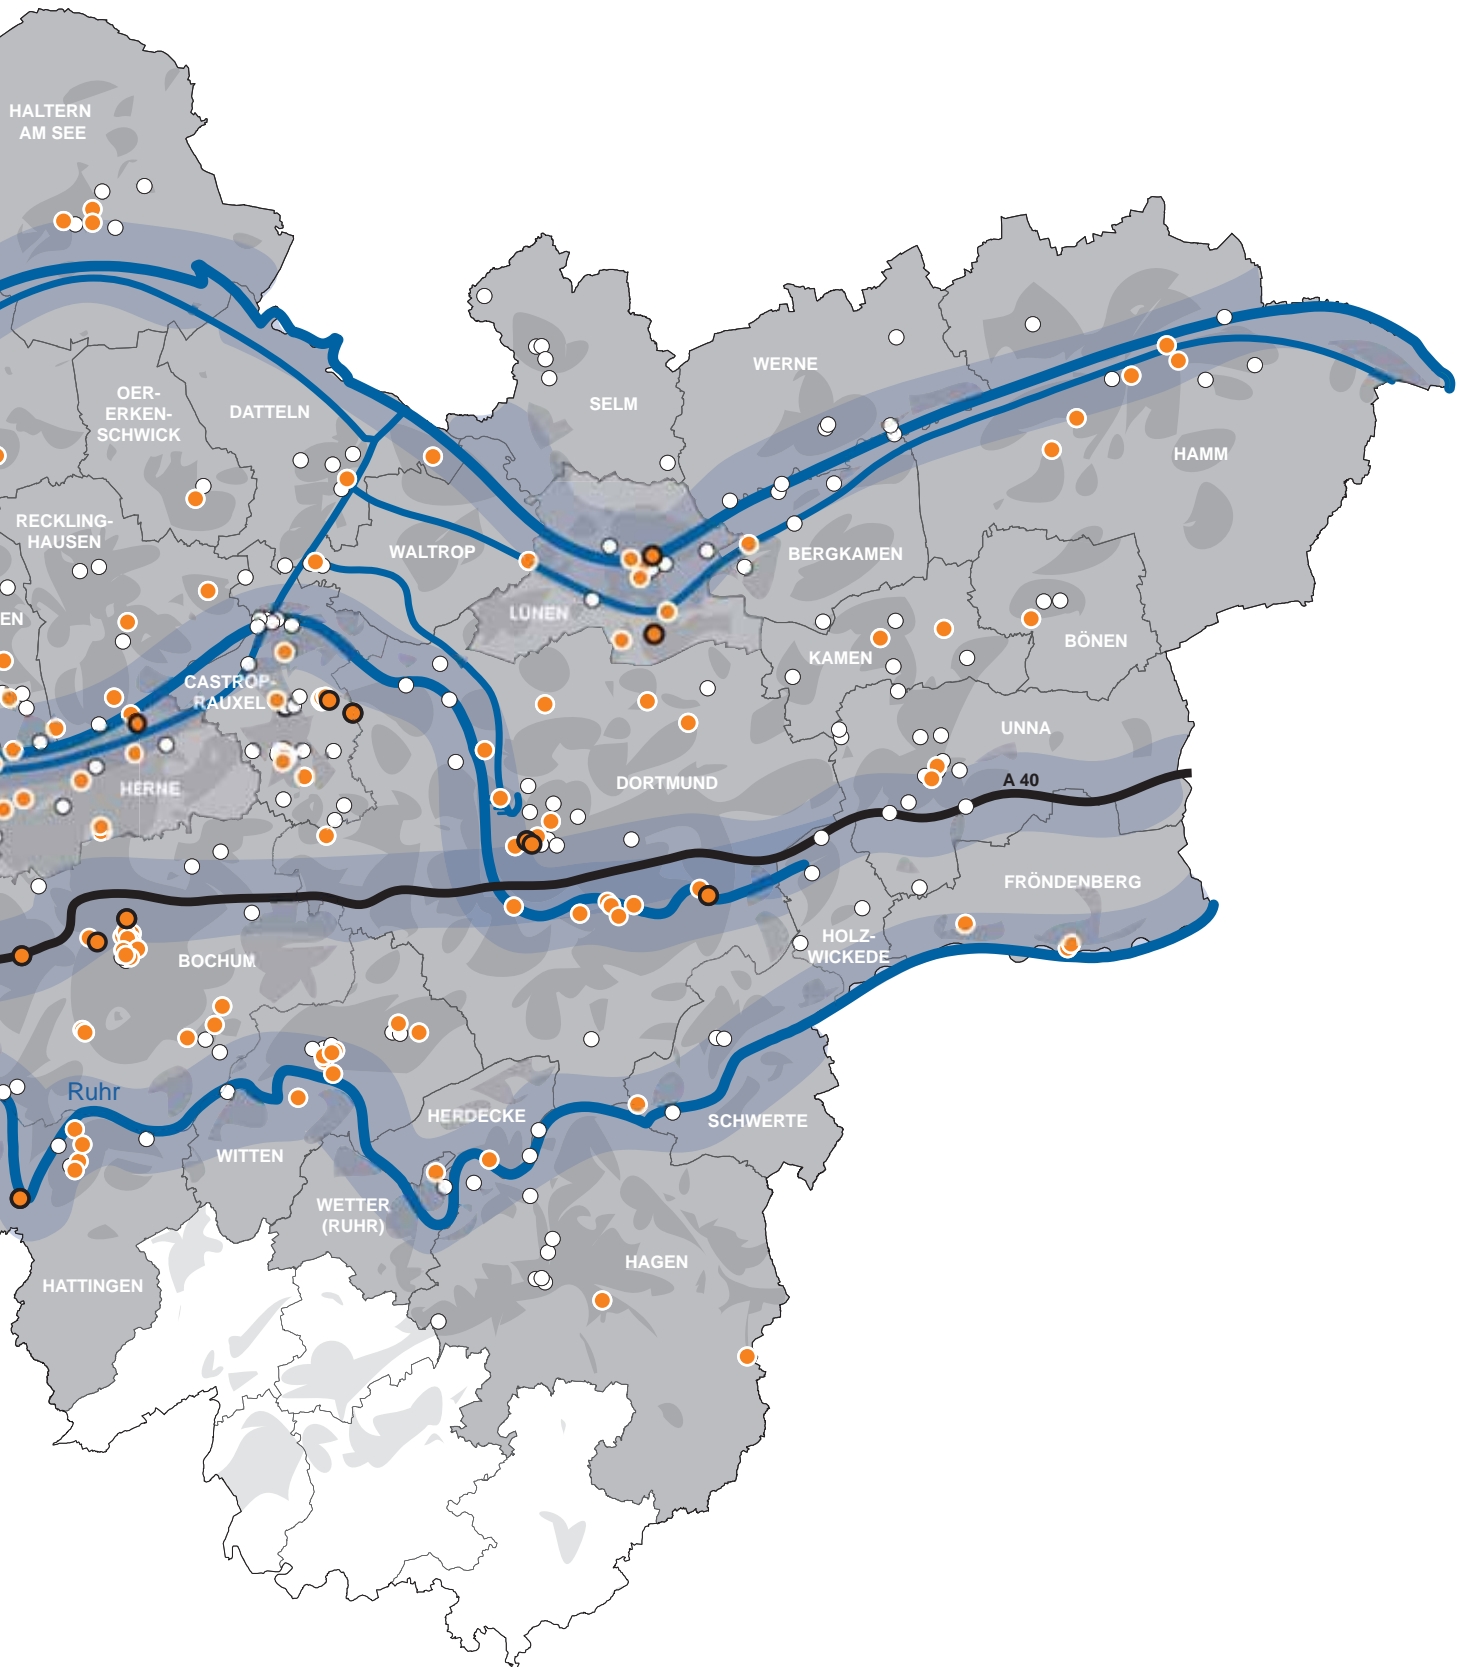 HALTERN
AM SEE
OER-
ERKEN-
SCHWICK
DATTELN
SELM
WERNE
HAMM
RECKLING-
HAUSEN
WALTROP
BERGKAMEN
LÜNEN
EN
BÖNEN
KAMEN
CASTROP-
RAUXEL
UNNA
HERNE
DORTMUND
A 40
FRÖNDENBERG
HOLZ-
WICKEDE
BOCHUM
Ruhr
HERDECKE
SCHWERTE
WITTEN
WETTER
(RUHR)
HAGEN
HATTINGEN